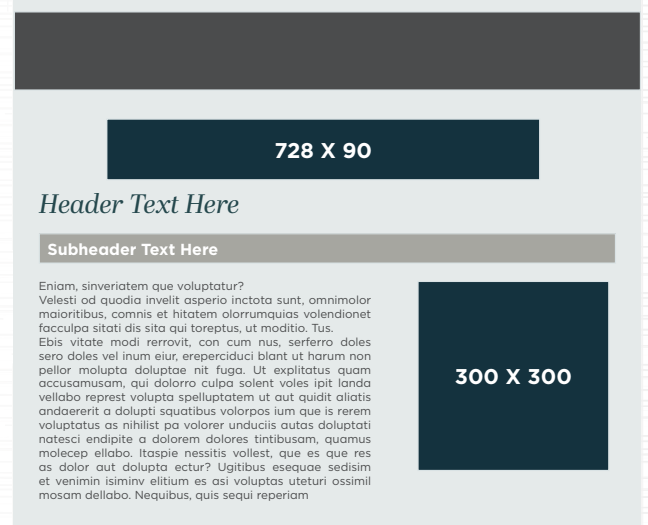 728 X 90
Header Text Here
Subheader Text Here
Eniam, sinveriatem que voluptatur?
Velesti od quodia invelit asperio inctota sunt, omnimolor
maioritibus, comnis et hitatem olorrumquias volendionet
facculpa sitati dis sita qui toreptus, ut moditio. Tus.
Ebis vitate modi rerrovit, con cum nus, serferro doles
sero doles vel inum eiur, ereperciduci blant ut harum non
pellor molupta doluptae nit fuga. Ut explitatus quam
accusamusam, qui dolorro culpa solent voles ipit landa
vellabo represt volupta spelluptatem ut aut quidit aliatis
andaererit a dolupti squatibus volorpos ium que is rerem
voluptatus as nihilist pa volorer unduciis autas doluptati
natesci endipite a dolorem dolores tintibusam, quamus
molecep ellabo. Itaspie nessitis vollest, que es que res
as dolor aut dolupta ectur? Ugitibus esequae sedisim
et venimin isiminv elitium es asi voluptas uteturi ossimil
mosam dellabo. Nequibus, quis sequi reperiam
300 X 300